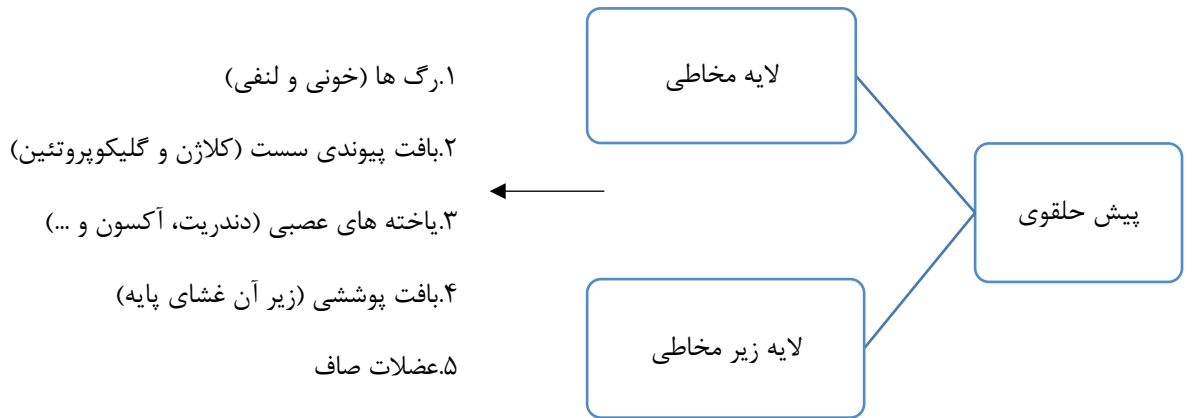 پیش حلقوی
لایه مخاطی
لایه زیر مخاطی
۱.رگ ها (خونی و لنفی)
۲.بافت پیوندی سست (کلاژن و گلیکوپروتئین)
۳.یاخته های عصبی (دندریت، آکسون و ...)
۴.بافت پوششی (زیر آن غشای پایه)
۵.عضلات صاف